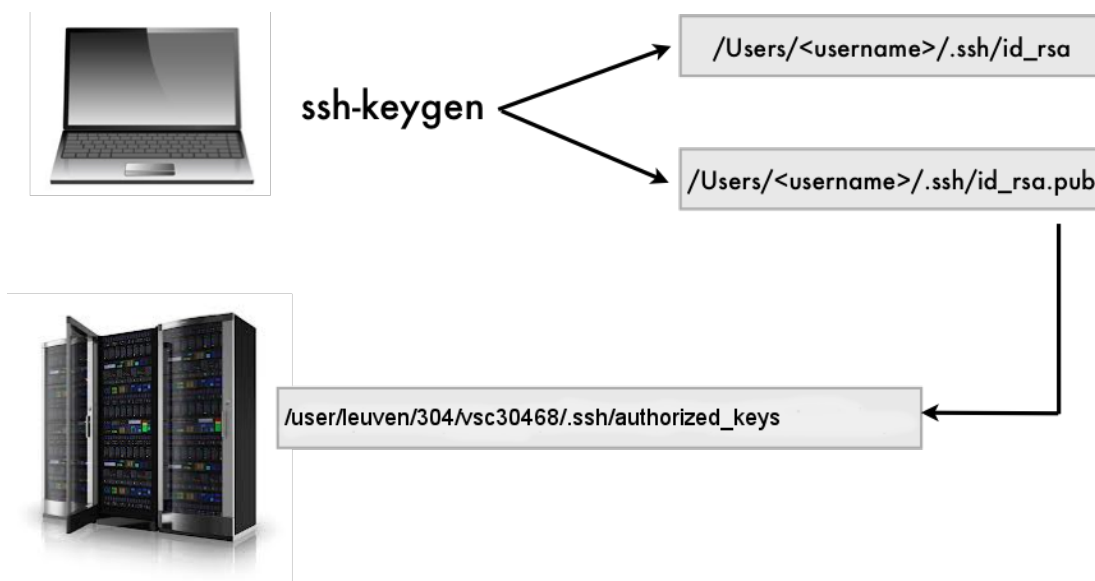 /Users/<username>/.ssh/id_rsa
ssh-keygen
/Users/<username>/.ssh/id_rsa.pub
/user/leuven/304/vsc30468/.ssh/authorized_keys